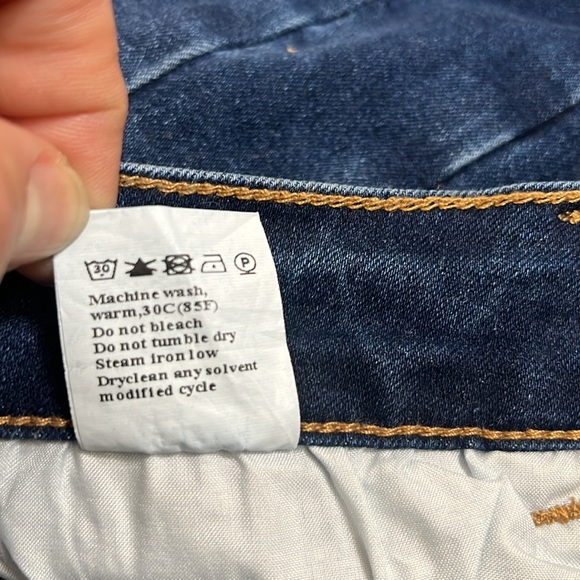 30 P
Machine wash,
warm,30C(85F)
Do not bleach
Do not tumble dry
Steam iron low
Dryclean any solvent
modified cycle